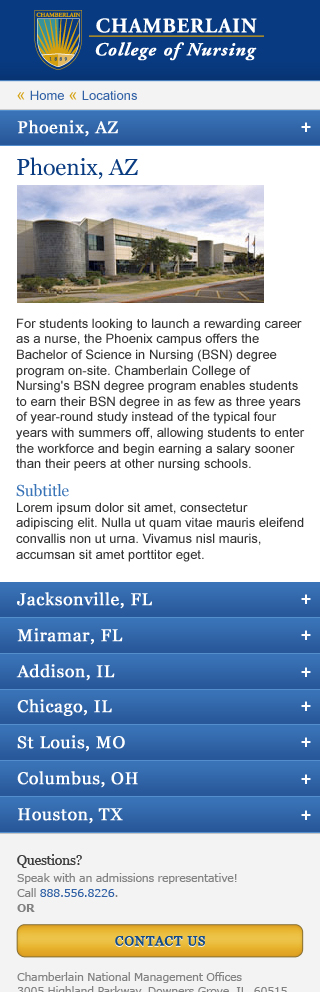 1889
CHAMBERLAIN
College of Nursing
« Home « Locations
Phoenix, AZ +
Phoenix, AZ
For students looking to launch a rewarding career
as a nurse, the Phoenix campus offers the
Bachelor of Science in Nursing (BSN) degree
program on-site. Chamberlain College of
Nursing's BSN degree program enables students
to earn their BSN degree in as few as three years
of year-round study instead of the typical four
years with summers off, allowing students to enter
the workforce and begin earning a salary sooner
than their peers at other nursing schools.
Subtitle
Lorem ipsum dolor sit amet, consectetur
adipiscing elit. Nulla ut quam vitae mauris eleifend
convallis non ut urna. Vivamus nisl mauris,
accumsan sit amet porttitor eget.
Jacksonville, FL +
Miramar, FL +
Addison, IL +
Chicago, IL +
St Louis, MO +
Columbus, OH +
Houston, TX +
Questions?
Speak with an admissions representative!
Call 888.556.8226.
OR
CONTACT US
Chamberlain National Management Offices
3005 Highland Parkway, Downers Grove, IL, 60515